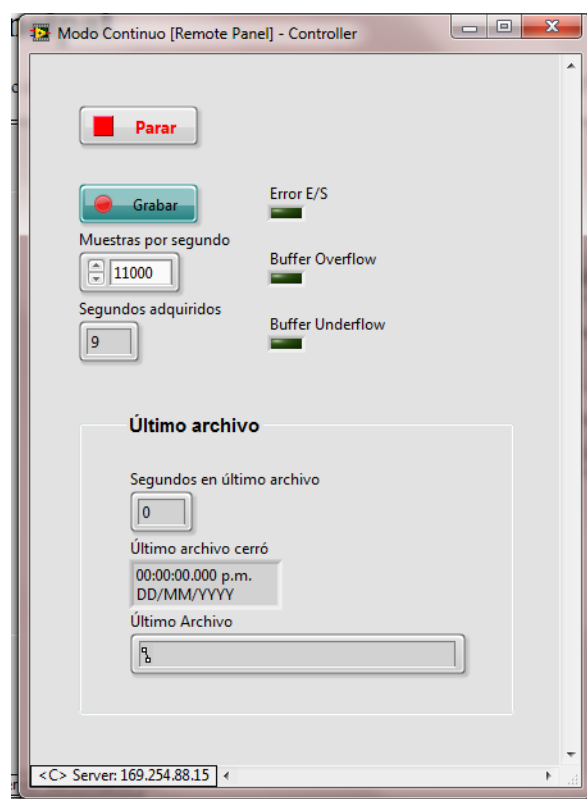 Modo Continuo [Remote Panel] - Controller
Parar
Grabar
Error E/S
Muestras por segundo
11000
Buffer Overflow
Segundos adquiridos
9
Buffer Underflow
Último archivo
Segundos en último archivo
0
Último archivo cerró
00:00:00.000 p.m.
DD/MM/YYYY
Último Archivo
<C> Server: 169.254.88.15